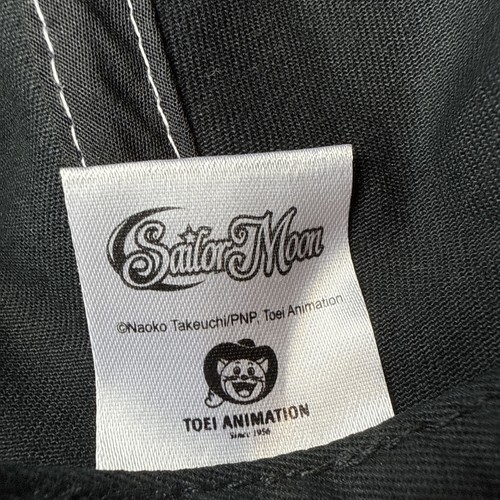 Sailor Moon
©Naoko Takeuchi/PNP, Toei Animation
TOEI ANIMATION
Since 1956